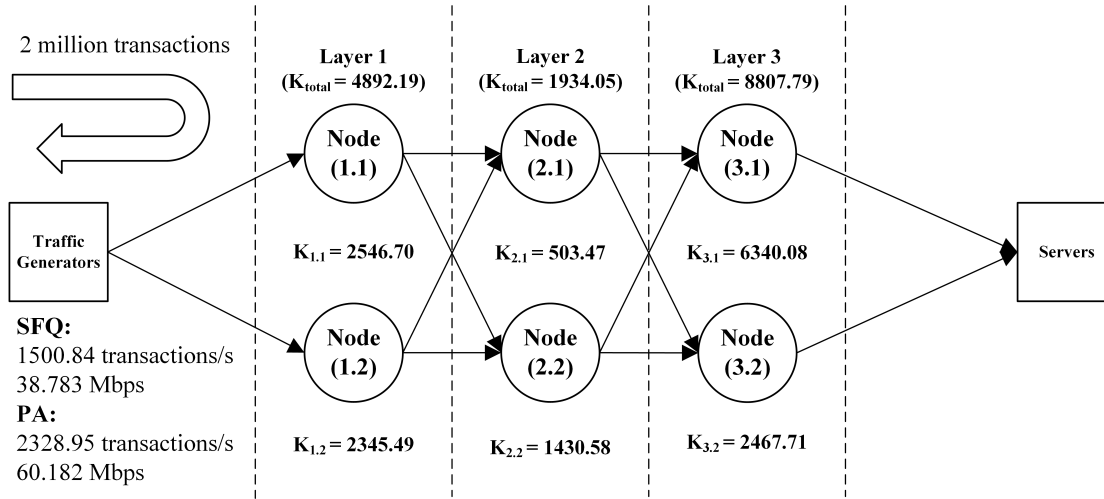 2 million transactions
Layer 1
(Ktotal = 4892.19)
Layer 2
(Ktotal = 1934.05)
Layer 3
(Ktotal = 8807.79)
Node
(1.1)
Node
(2.1)
Node
(3.1)
Traffic
Generators
K1.1 = 2546.70
K2.1 = 503.47
K3.1 = 6340.08
Servers
Node
(1.2)
Node
(2.2)
Node
(3.2)
SFQ:
1500.84 transactions/s
38.783 Mbps
PA:
2328.95 transactions/s
60.182 Mbps
K1.2 = 2345.49
K2.2 = 1430.58
K3.2 = 2467.71